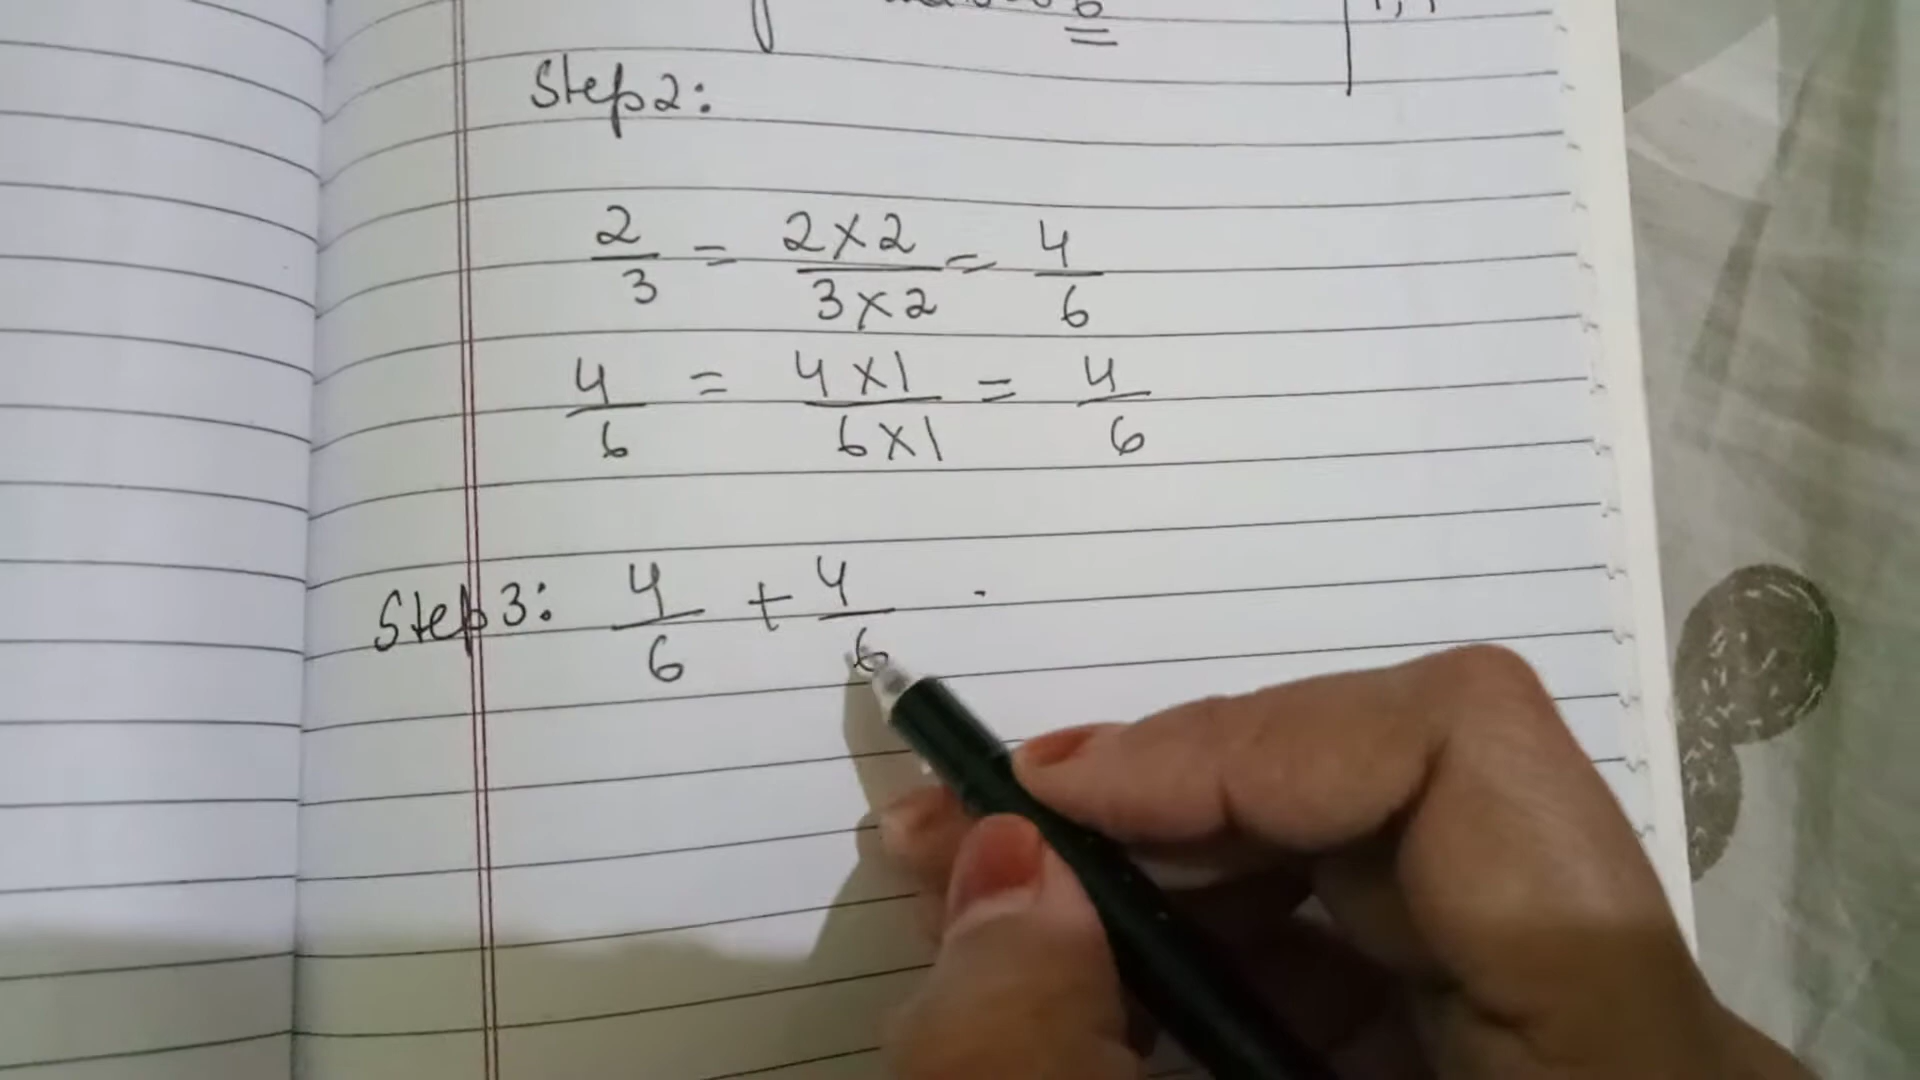 6
Step2:
2/3 = 2×2/3×2 = 4/6
4/6 = 4×1/6×1 = 4/6
Step3: 4/6 + 4/6